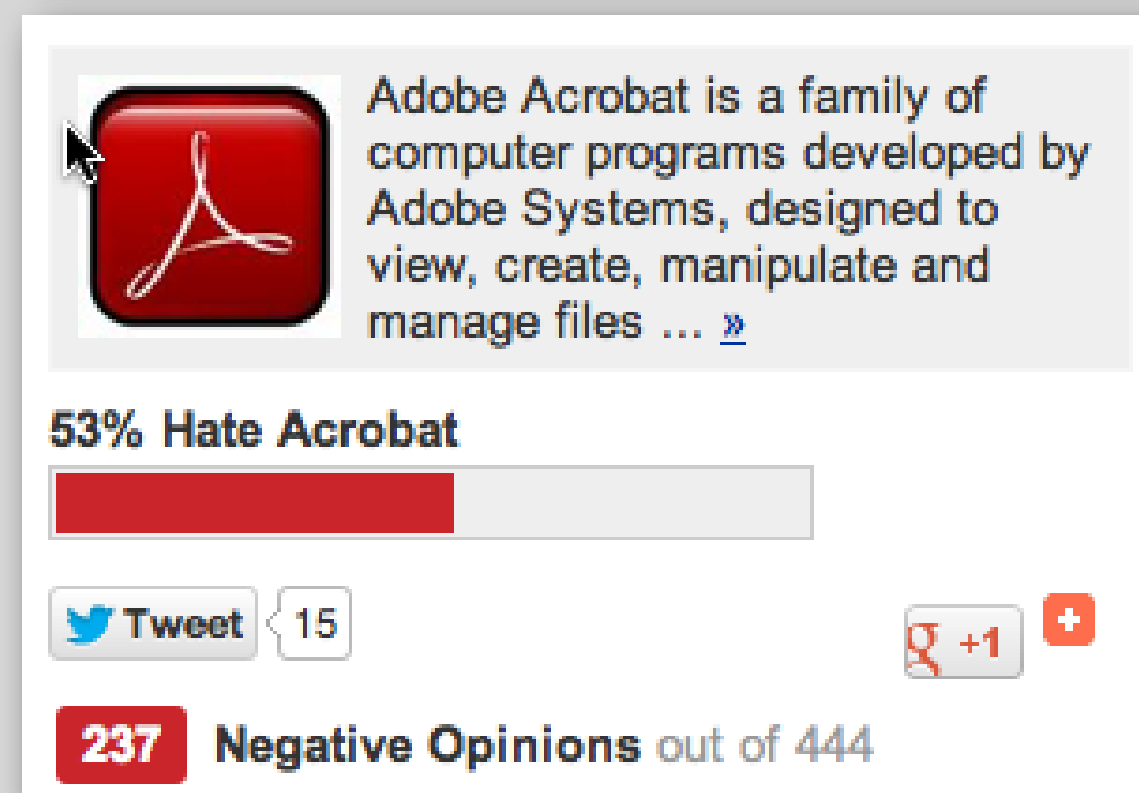 Adobe Acrobat is a family of
computer programs developed by
Adobe Systems, designed to
view, create, manipulate and
manage files ... »
53% Hate Acrobat
Tweet 15
g +1 +
237 Negative Opinions out of 444